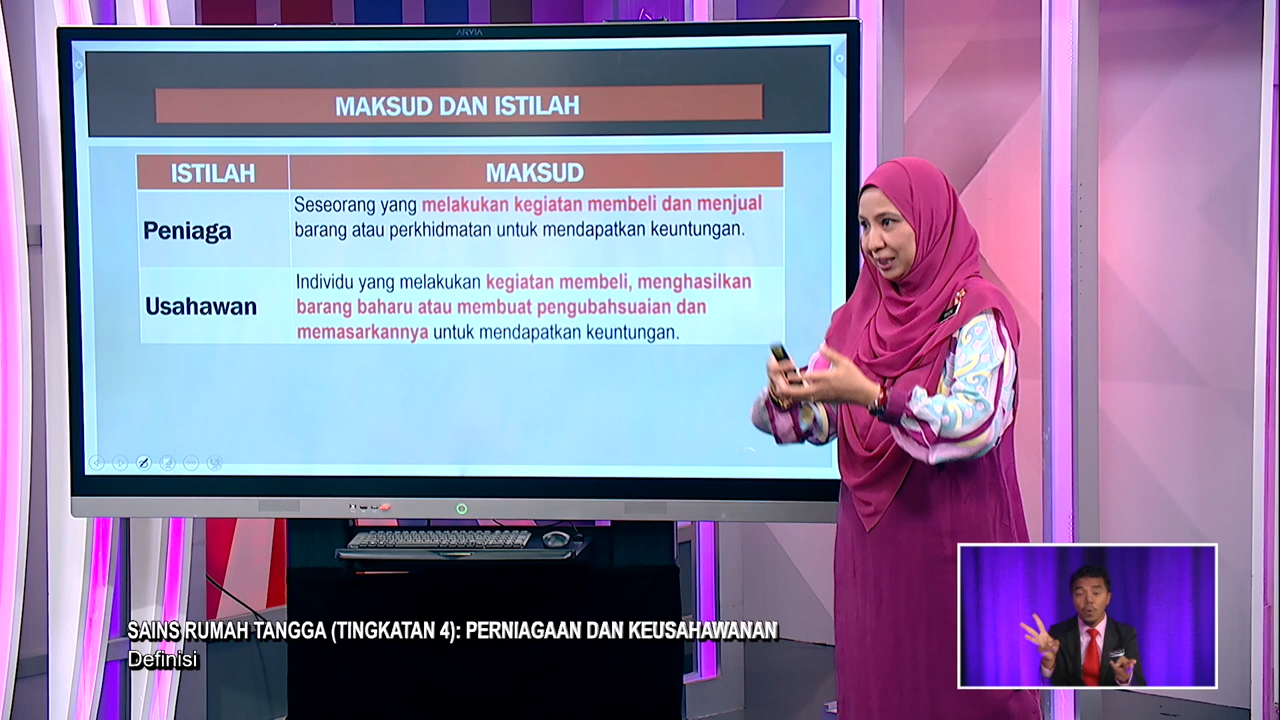 ARVIA
MAKSUD DAN ISTILAH
ISTILAH
MAKSUD
Peniaga
Seseorang yang melakukan kegiatan membeli dan menjual
barang atau perkhidmatan untuk mendapatkan keuntungan.
Usahawan
Individu yang melakukan kegiatan membeli, menghasilkan
barang baharu atau membuat pengubahsuaian dan
memasarkannya untuk mendapatkan keuntungan.
SAINS RUMAH TANGGA (TINGKATAN 4): PERNIAGAAN DAN KEUSAHAWANAN
Definisi